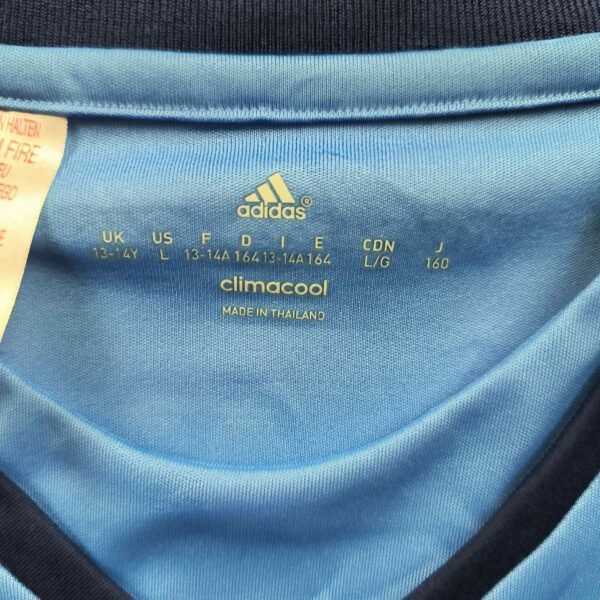 HALTEN
FIRE
adidas®
UK US F D I E CDN J
13-14Y L 13-14A 164 13-14A 164 L/G 160
climacool
MADE IN THAILAND